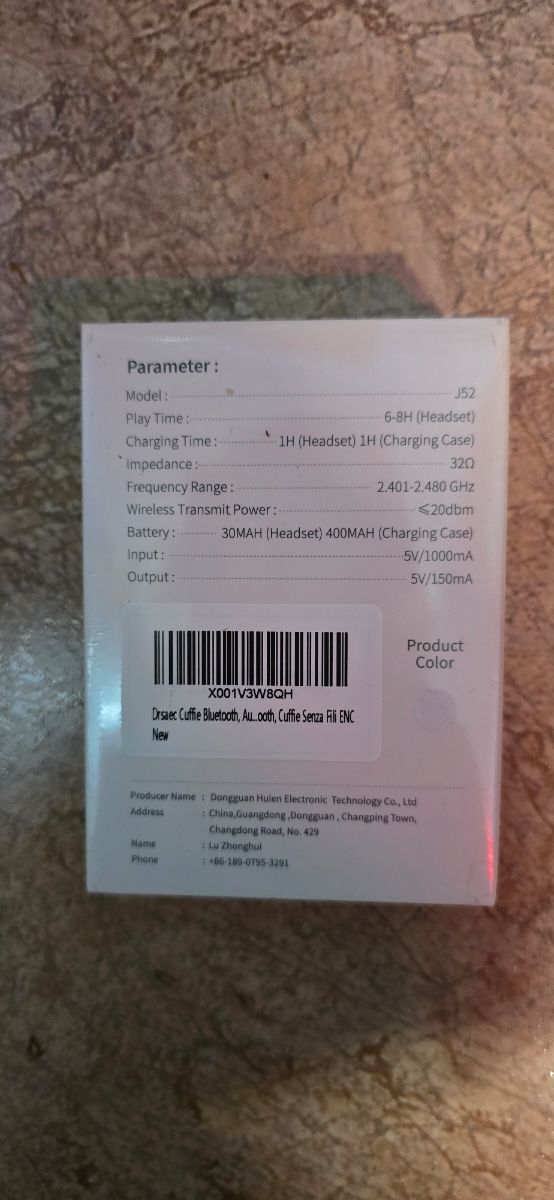 Parameter :
Model : J52
Play Time : 6-8H (Headset)
Charging Time : 1H (Headset) 1H (Charging Case)
Impedance : 32Ω
Frequency Range : 2.401-2.480 GHz
Wireless Transmit Power : ≤20dbm
Battery : 30MAH (Headset) 400MAH (Charging Case)
Input : 5V/1000mA
Output : 5V/150mA
X001V3W8QH
Drsaec Cuffie Bluetooth, Au...ooth, Cuffie Senza Fili ENC
New
Product
Color
Producer Name : Dongguan Huien Electronic Technology Co., Ltd
Address : China,Guangdong ,Dongguan , Changping Town,
Changdong Road, No. 429
Name : Lu Zhonghui
Phone : +86-189-0795-3291